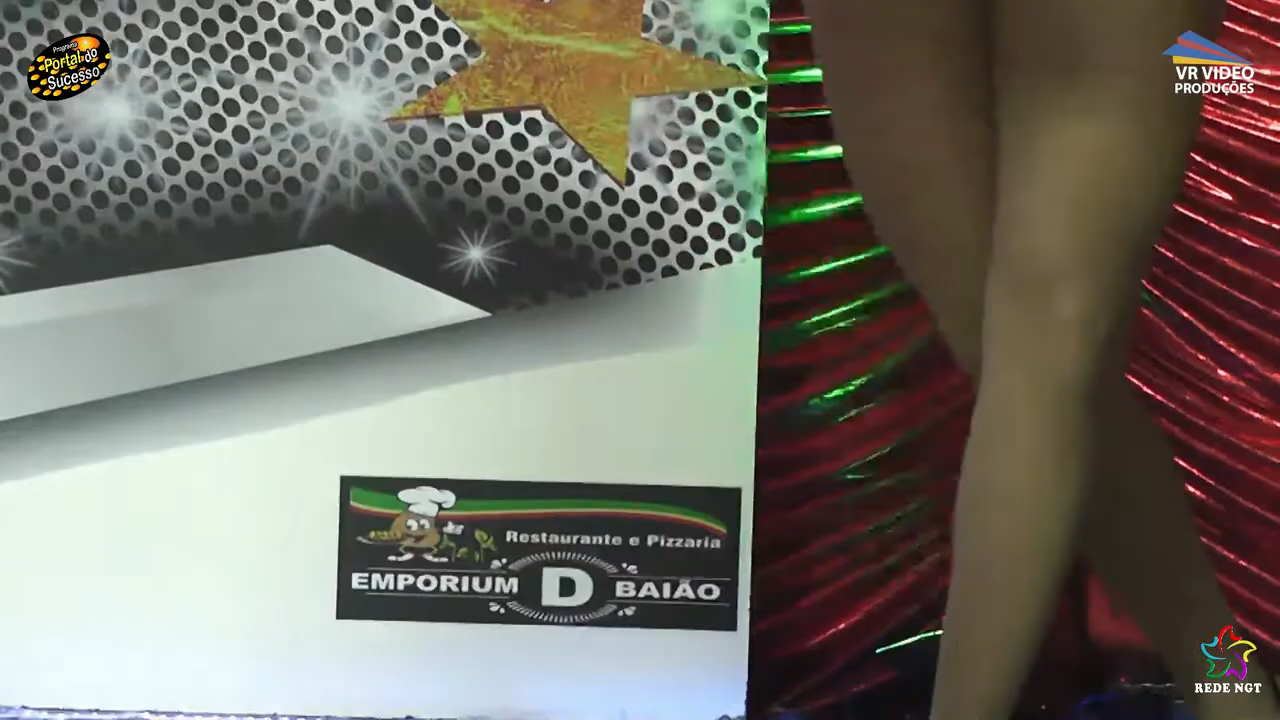 Programa
Portal do
Sucesso
VR VIDEO
PRODUÇÕES
Restaurante e Pizzaria
EMPORIUM D BAIÃO
REDE NGT